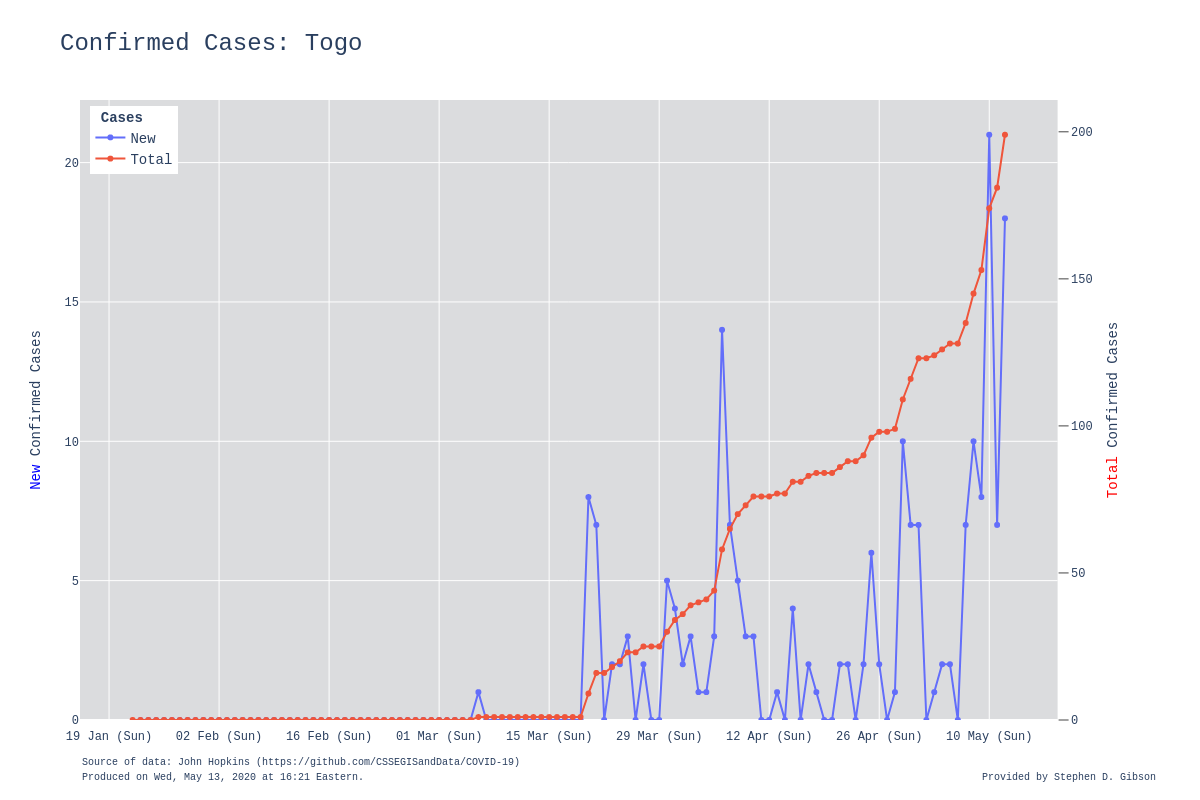 Confirmed Cases: Togo
Cases
New
Total
20
15
10
5
0
200
150
100
50
0
New Confirmed Cases
Total Confirmed Cases
19 Jan (Sun) 02 Feb (Sun) 16 Feb (Sun) 01 Mar (Sun) 15 Mar (Sun) 29 Mar (Sun) 12 Apr (Sun) 26 Apr (Sun) 10 May (Sun)
Source of data: John Hopkins (https://github.com/CSSEGISandData/COVID-19)
Produced on Wed, May 13, 2020 at 16:21 Eastern.
Provided by Stephen D. Gibson